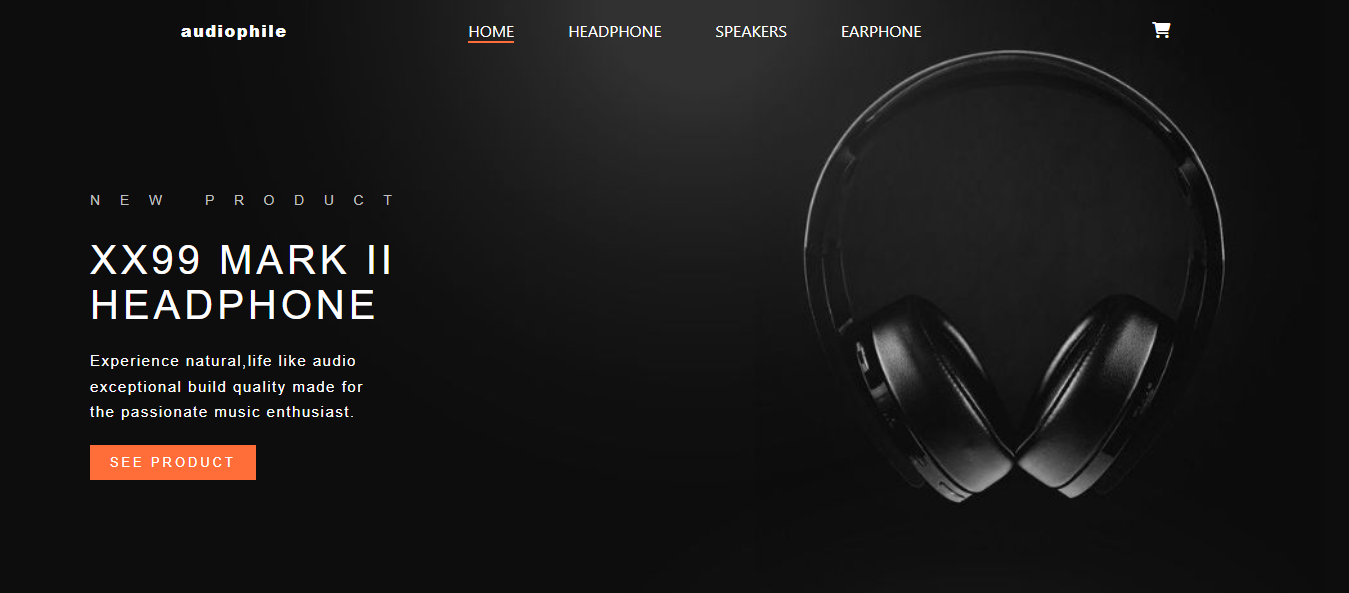 audiophile
HOME
HEADPHONE
SPEAKERS
EARPHONE
NEW PRODUCT
XX99 MARK II
HEADPHONE
Experience natural,life like audio
exceptional build quality made for
the passionate music enthusiast.
SEE PRODUCT